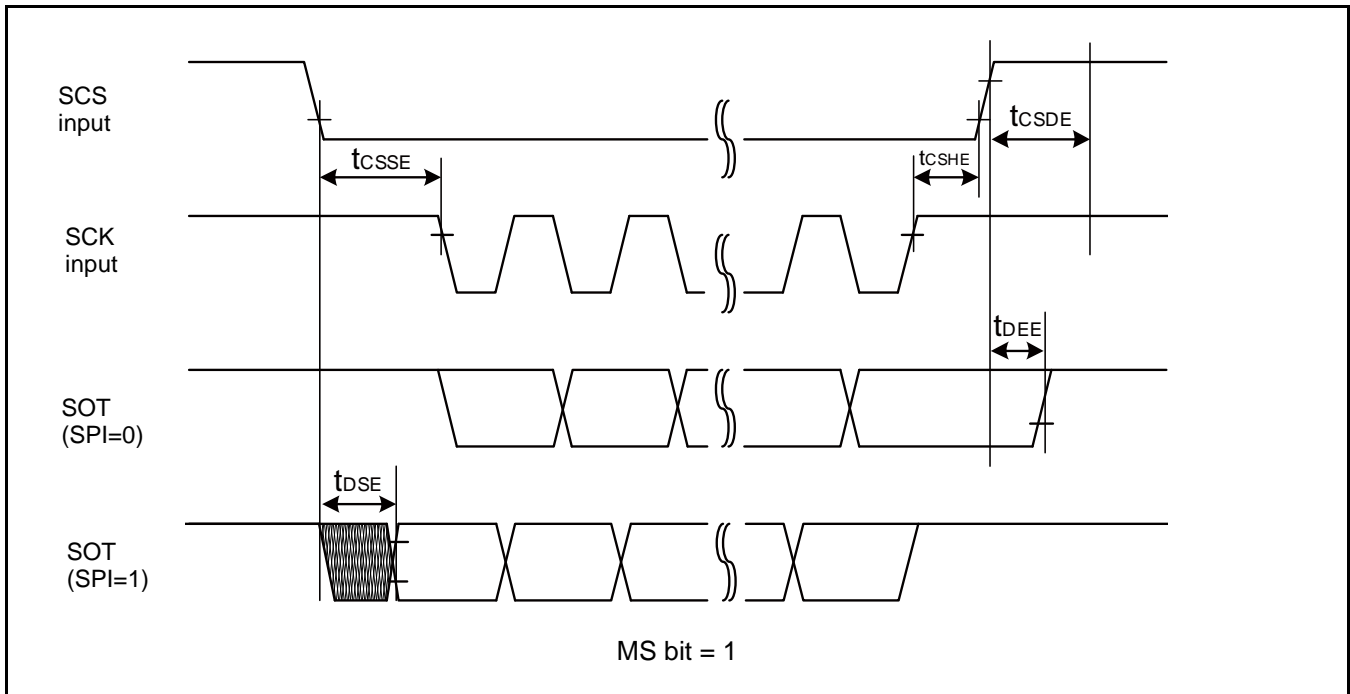 SCS
input
tCSDE
tCSSE
tCSHE
SCK
input
tDEE
SOT
(SPI=0)
tDSE
SOT
(SPI=1)
MS bit = 1